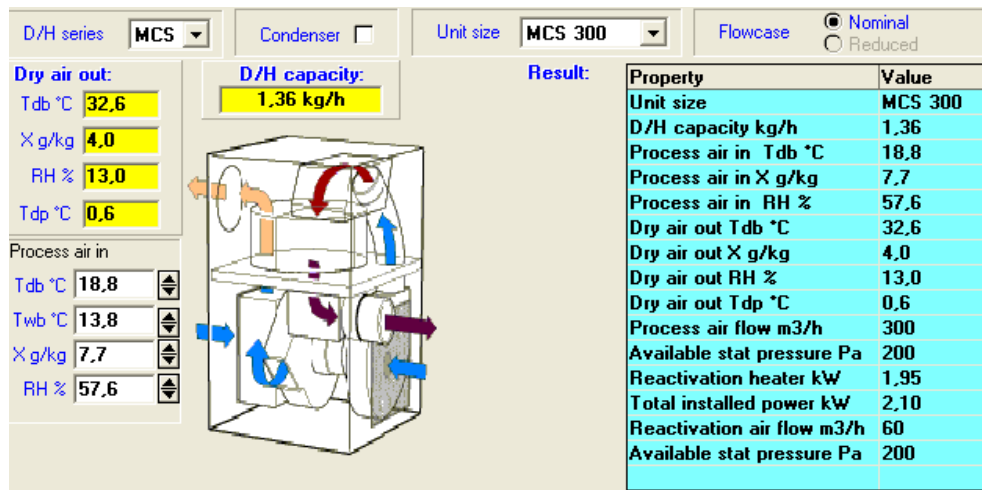 D/H series MCS Condenser Unit size MCS 300 Flowcase Nominal
Reduced
Dry air out:
Tdb °C 32,6
X g/kg 4,0
RH % 13,0
Tdp °C 0,6
D/H capacity:
1,36 kg/h
Process air in
Tdb °C 18,8
Twb °C 13,8
X g/kg 7,7
RH % 57,6
Result:
Property Value
Unit size MCS 300
D/H capacity kg/h 1,36
Process air in Tdb °C 18,8
Process air in X g/kg 7,7
Process air in RH % 57,6
Dry air out Tdb °C 32,6
Dry air out X g/kg 4,0
Dry air out RH % 13,0
Dry air out Tdp °C 0,6
Process air flow m3/h 300
Available stat pressure Pa 200
Reactivation heater kW 1,95
Total installed power kW 2,10
Reactivation air flow m3/h 60
Available stat pressure Pa 200